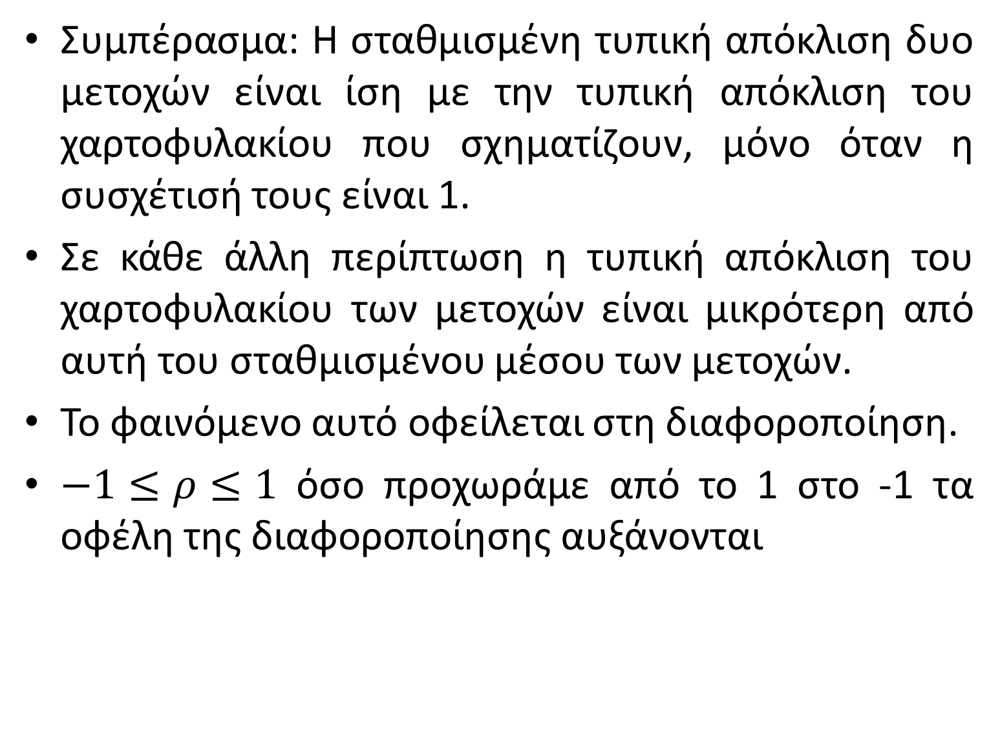 • Συμπέρασμα: Η σταθμισμένη τυπική απόκλιση δυο
μετοχών είναι ίση με την τυπική απόκλιση του
χαρτοφυλακίου που σχηματίζουν, μόνο όταν η
συσχέτισή τους είναι 1.
• Σε κάθε άλλη περίπτωση η τυπική απόκλιση του
χαρτοφυλακίου των μετοχών είναι μικρότερη από
αυτή του σταθμισμένου μέσου των μετοχών.
• Το φαινόμενο αυτό οφείλεται στη διαφοροποίηση.
• −1 ≤ ρ ≤ 1 όσο προχωράμε από το 1 στο -1 τα
οφέλη της διαφοροποίησης αυξάνονται